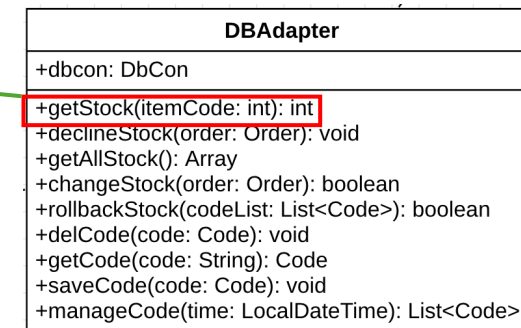 DBAdapter
+dbcon: DbCon
+getStock(itemCode: int): int
+declineStock(order: Order): void
+getAllStock(): Array
+changeStock(order: Order): boolean
+rollbackStock(codeList: List<Code>): boolean
+delCode(code: Code): void
+getCode(code: String): Code
+saveCode(code: Code): void
+manageCode(time: LocalDateTime): List<Code>